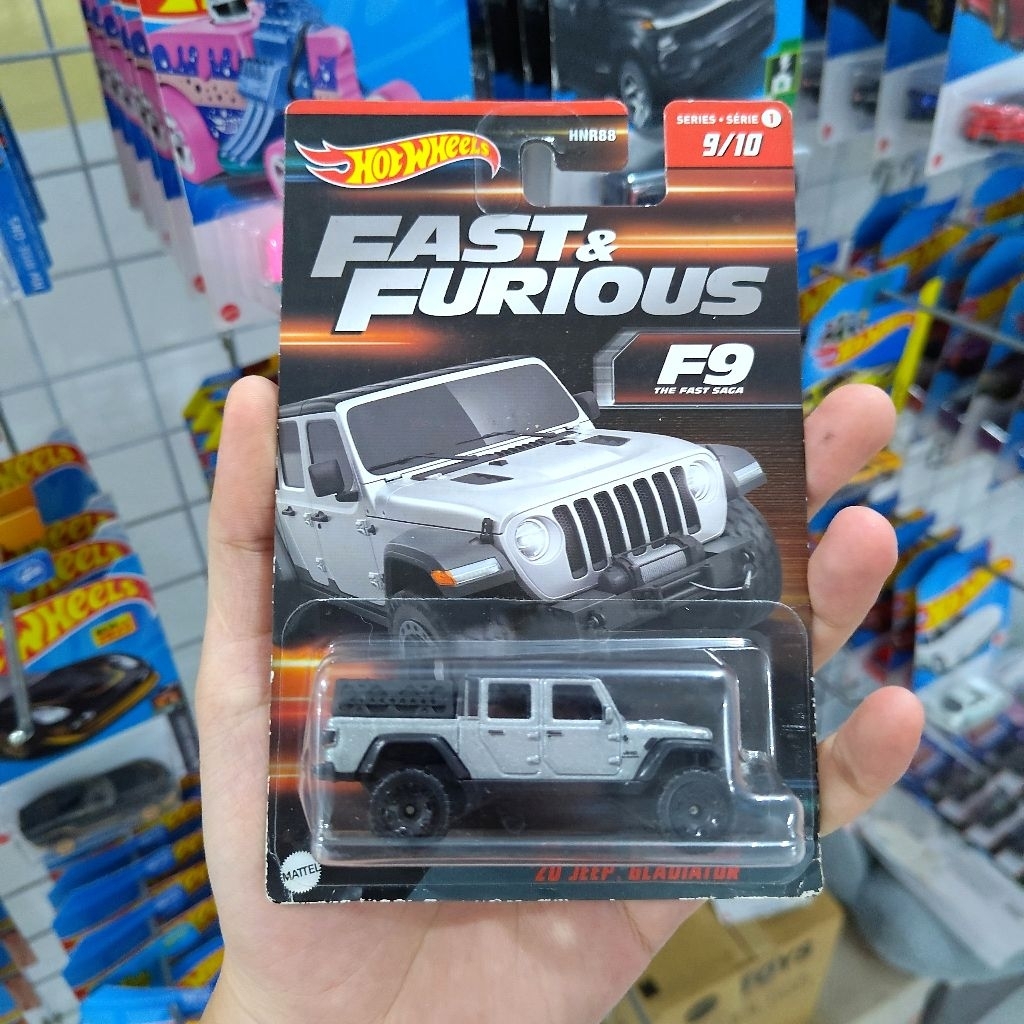 HOT WHEELS
HNR88
SERIES • SÉRIE 1
9/10
FAST &
FURIOUS
F9
THE FAST SAGA
MATTEL
20 JEEP® GLADIATOR